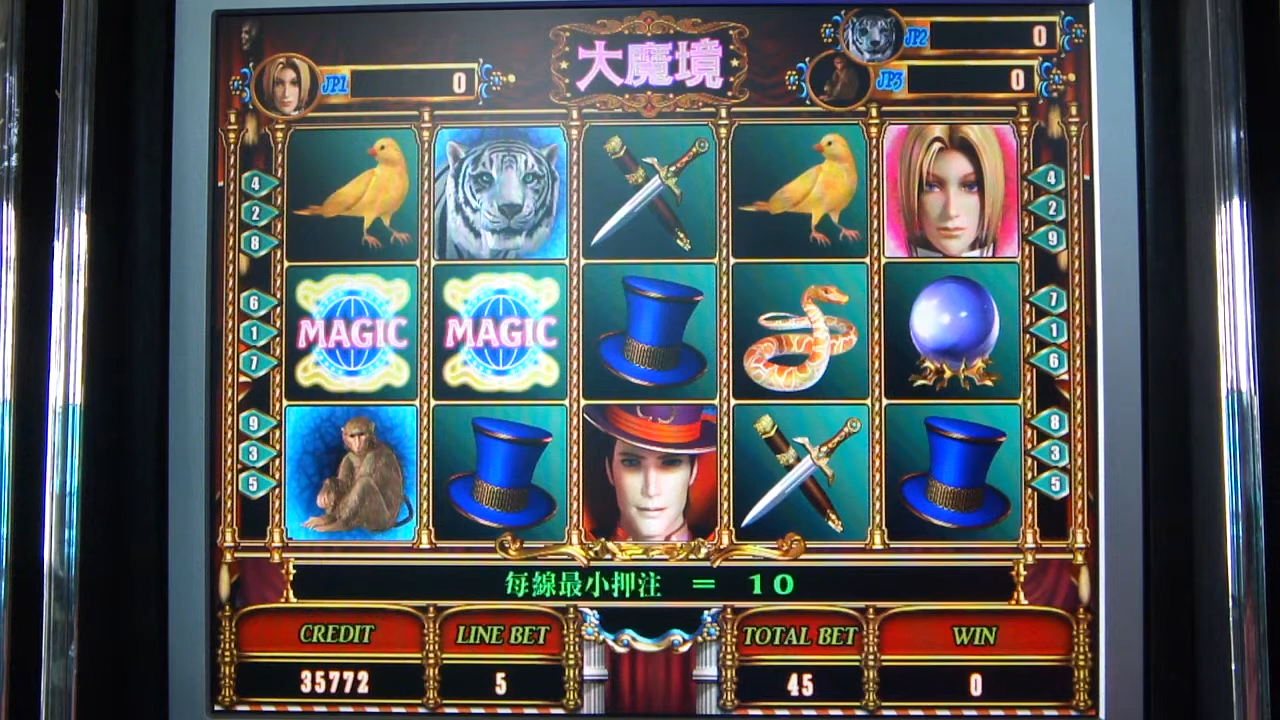 大魔境
JP1 0
JP2 0
JP3 0
4 4
2 2
8 9
MAGIC MAGIC
6 7
1 1
7 6
9 8
3 3
5 5
每線最小押注 = 10
CREDIT LINE BET TOTAL BET WIN
35772 5 45 0